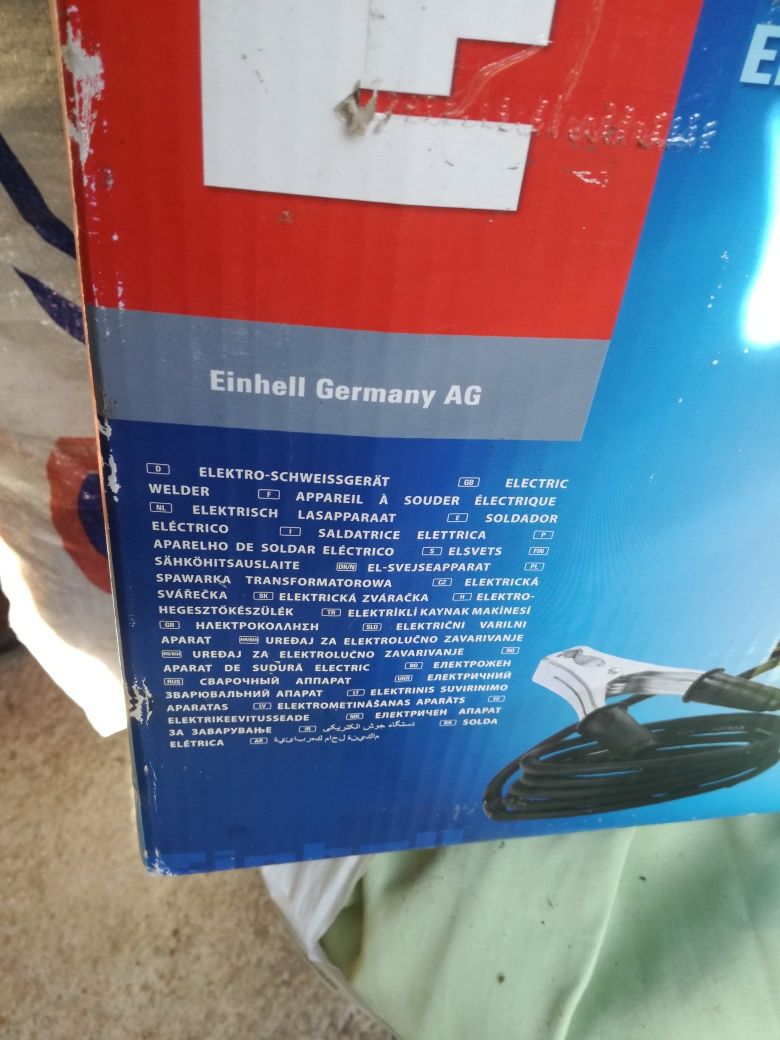 Einhell Germany AG
D ELEKTRO-SCHWEISSGERÄT GB ELECTRIC
WELDER F APPAREIL À SOUDER ÉLECTRIQUE
NL ELEKTRISCH LASAPPARAAT E SOLDADOR
ELÉCTRICO I SALDATRICE ELETTRICA P
APARELHO DE SOLDAR ELÉCTRICO S ELSVETS FIN
SÄHKÖHITSAUSLAITE DK/N EL-SVEJSEAPPARAT PL
SPAWARKA TRANSFORMATOROWA CZ ELEKTRICKÁ
SVÁŘEČKA SK ELEKTRICKÁ ZVÁRAČKA H ELEKTRO-
HEGESZTŐKÉSZÜLÉK TR ELEKTRİKLİ KAYNAK MAKİNESİ
GR ΗΛΕΚΤΡΟΚΟΛΛΗΣΗ SLO ELEKTRIČNI VARILNI
APARAT HR/BIH UREĐAJ ZA ELEKTROLUČNO ZAVARIVANJE
RS/BIH UREĐAJ ZA ELEKTROLUČNO ZAVARIVANJE RO
APARAT DE SUDURĂ ELECTRIC BG ЕЛЕКТРОЖЕН
RUS СВАРОЧНЫЙ АППАРАТ UKR ЕЛЕКТРИЧНИЙ
ЗВАРЮВАЛЬНИЙ АПАРАТ LT ELEKTRINIS SUVIRINIMO
APARATAS LV ELEKTROMETINĀŠANAS APARĀTS EE
ELEKTRIKEEVITUSSEADE MK ЕЛЕКТРИЧЕН АПАРАТ
ЗА ЗАВАРУВАЊЕ IR دستگاه جوش الکتریکی BR SOLDA
ELÉTRICA AR